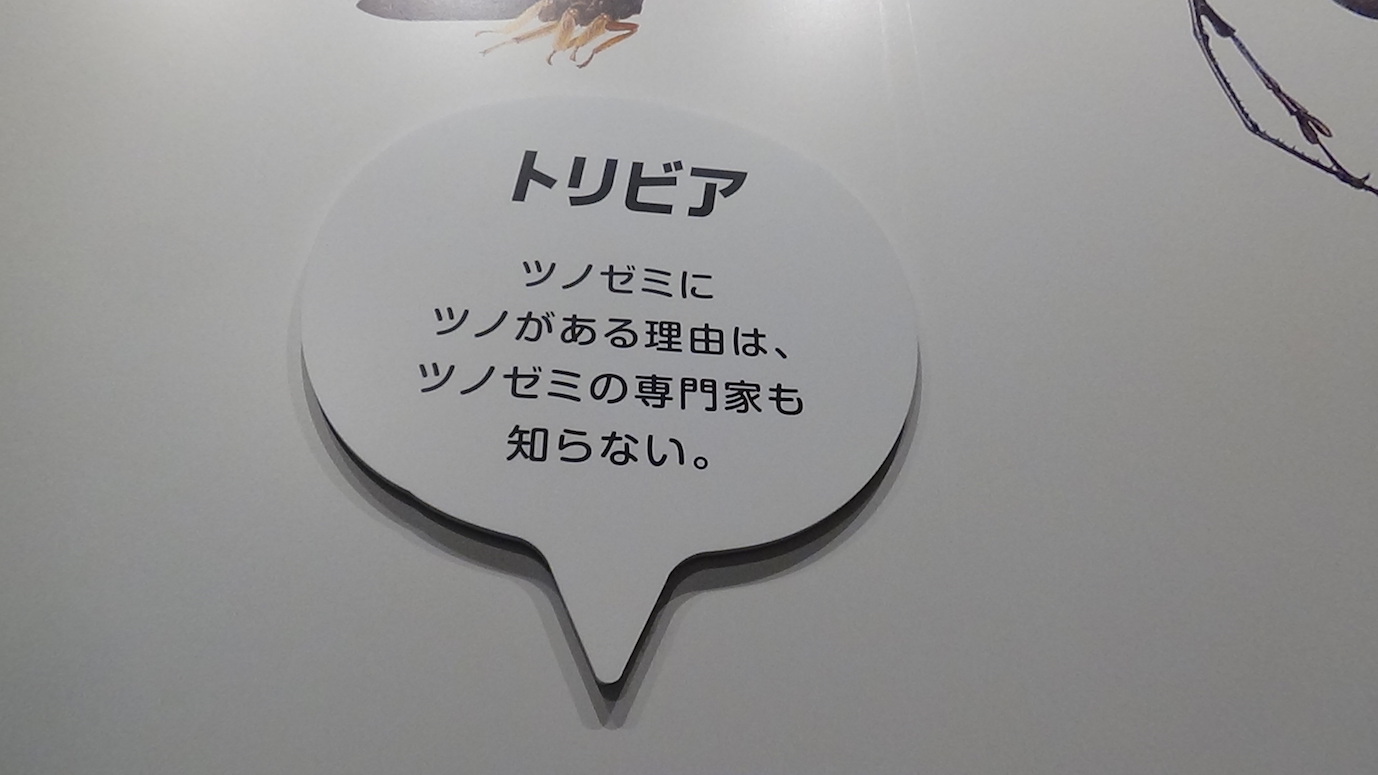 トリビア
ツノゼミに
ツノがある理由は、
ツノゼミの専門家も
知らない。